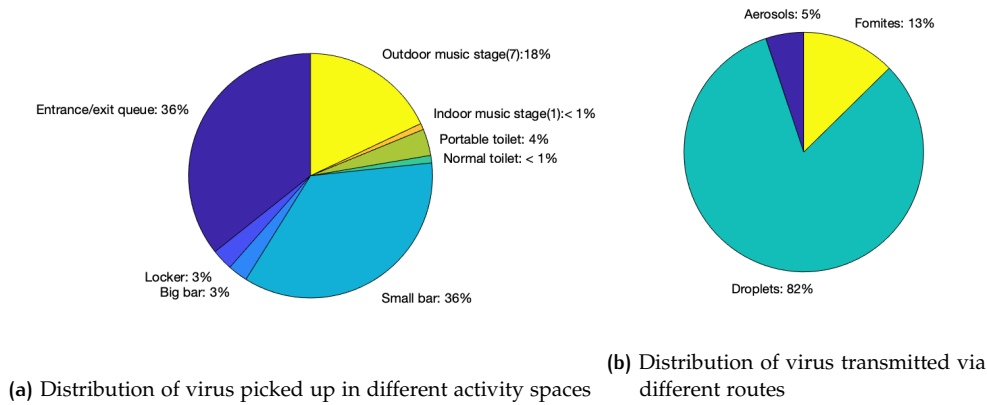 Outdoor music stage(7):18%
Indoor music stage(1):< 1%
Portable toilet: 4%
Normal toilet: < 1%
Small bar: 36%
Big bar: 3%
Locker: 3%
Entrance/exit queue: 36%
(a) Distribution of virus picked up in different activity spaces
Aerosols: 5%
Fomites: 13%
Droplets: 82%
(b) Distribution of virus transmitted via
different routes